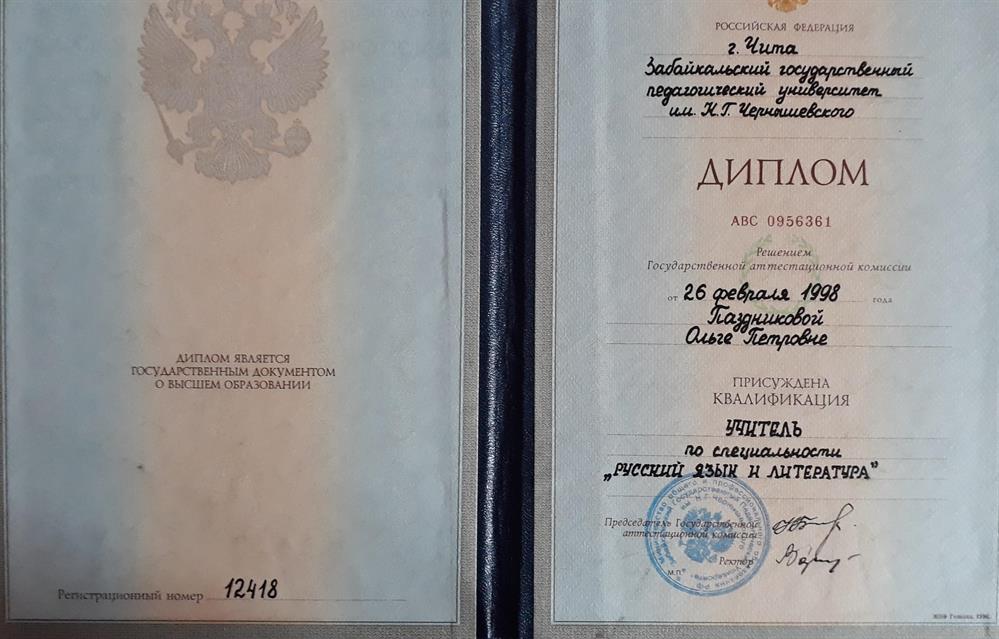 ДИПЛОМ ЯВЛЯЕТСЯ
ГОСУДАРСТВЕННЫМ ДОКУМЕНТОМ
О ВЫСШЕМ ОБРАЗОВАНИИ
Регистрационный номер 12418
РОССИЙСКАЯ ФЕДЕРАЦИЯ
г. Чита
Забайкальский государственный
педагогический университет
им. Н.Г. Чернышевского
ДИПЛОМ
АВС 0956361
Решением
Государственной аттестационной комиссии
от 26 февраля 1998 года
Паздниковой
Ольге Петровне
ПРИСУЖДЕНА
КВАЛИФИКАЦИЯ
УЧИТЕЛЬ
по специальности
„РУССКИЙ ЯЗЫК И ЛИТЕРАТУРА"
Председатель Государственной
аттестационной комиссии
Ректор
М.П.